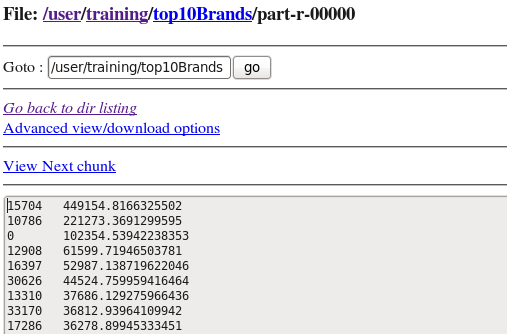 File: /user/training/top10Brands/part-r-00000
Goto : /user/training/top10Brands go
Go back to dir listing
Advanced view/download options
View Next chunk
15704 449154.8166325502
10786 221273.3691299595
0 102354.53942238353
12908 61599.71946503781
16397 52987.138719622046
30626 44524.759959416464
13310 37686.129275966436
33170 36812.93964109942
17286 36278.89945333451